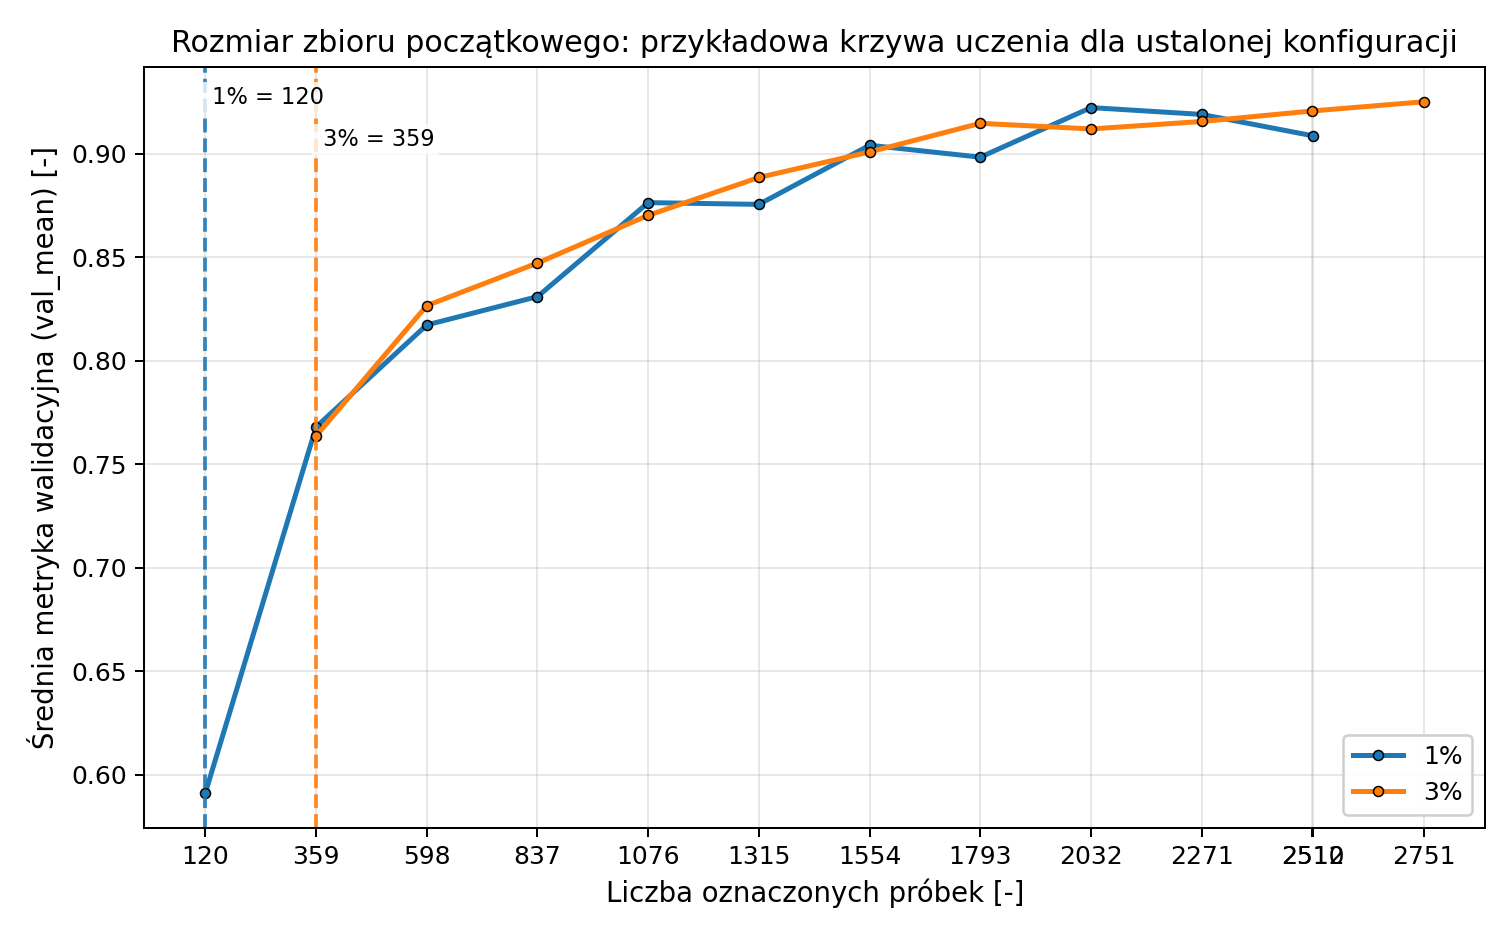 Rozmiar zbioru początkowego: przykładowa krzywa uczenia dla ustalonej konfiguracji
1% = 120
3% = 359
Średnia metryka walidacyjna (val_mean) [-]
0.90
0.85
0.80
0.75
0.70
0.65
0.60
120 359 598 837 1076 1315 1554 1793 2032 2271 2751
Liczba oznaczonych próbek [-]
1%
3%